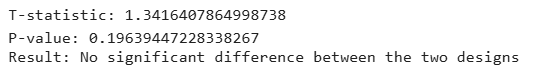 T-statistic: 1.3416407864998738
P-value: 0.19639447228338267
Result: No significant difference between the two designs